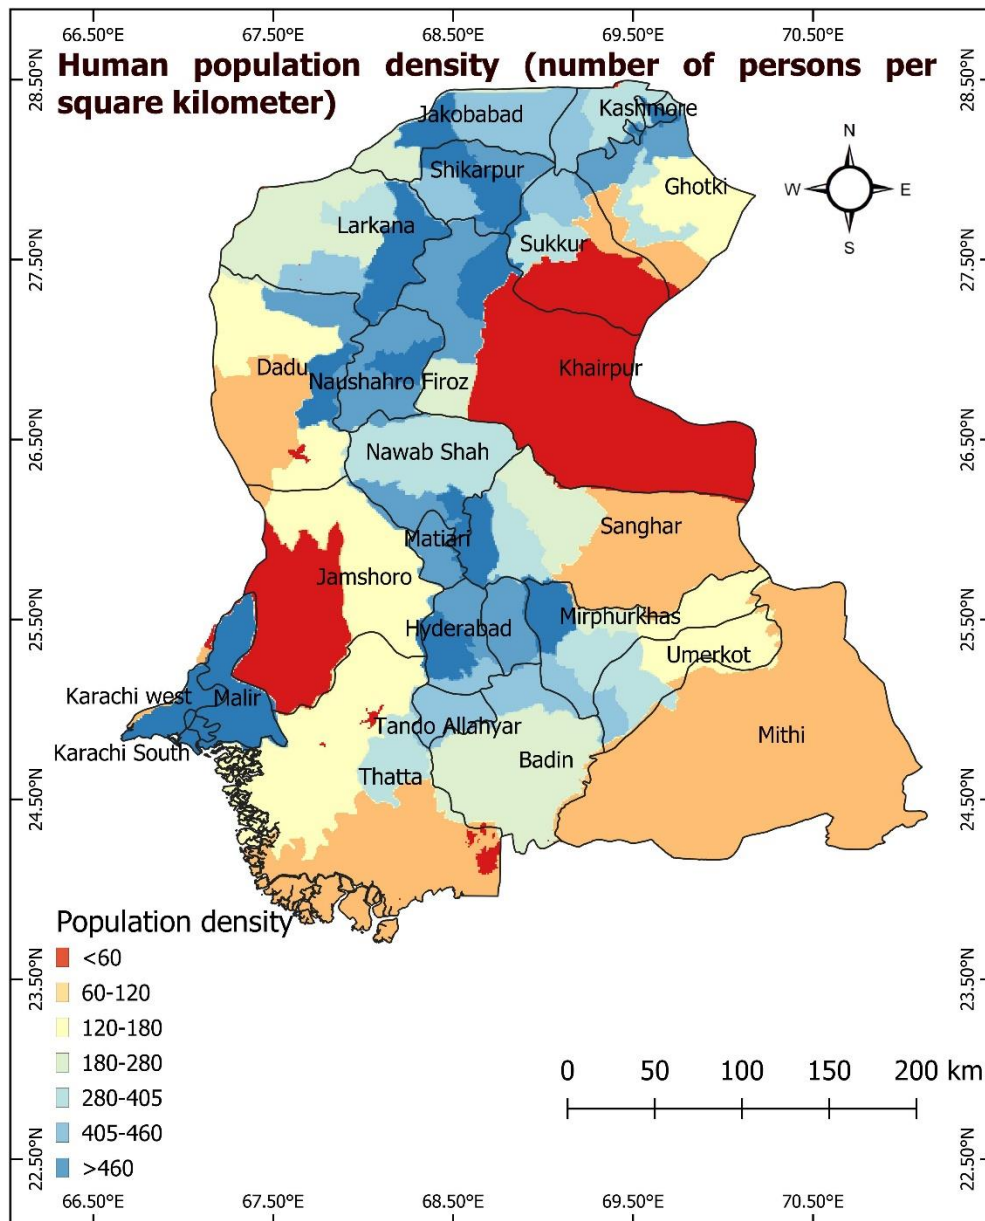 66.50°E 67.50°E 68.50°E 69.50°E 70.50°E
28.50°N 28.50°N
Human population density (number of persons per
square kilometer)
Jakobabad Kashmore
N
Shikarpur Ghotki
W E
Larkana Sukkur
S
27.50°N 27.50°N
Dadu Khairpur
Naushahro Firoz
26.50°N 26.50°N
Nawab Shah
Sanghar
Matiari
Jamshoro
25.50°N 25.50°N
Mirphurkhas
Hyderabad
Umerkot
Karachi west Malir
Tando Allahyar Mithi
Karachi South
Badin
Thatta
24.50°N 24.50°N
Population density
<60
23.50°N 23.50°N
60-120
120-180
180-280
0 50 100 150 200 km
280-405
405-460
>460
22.50°N 22.50°N
66.50°E 67.50°E 68.50°E 69.50°E 70.50°E